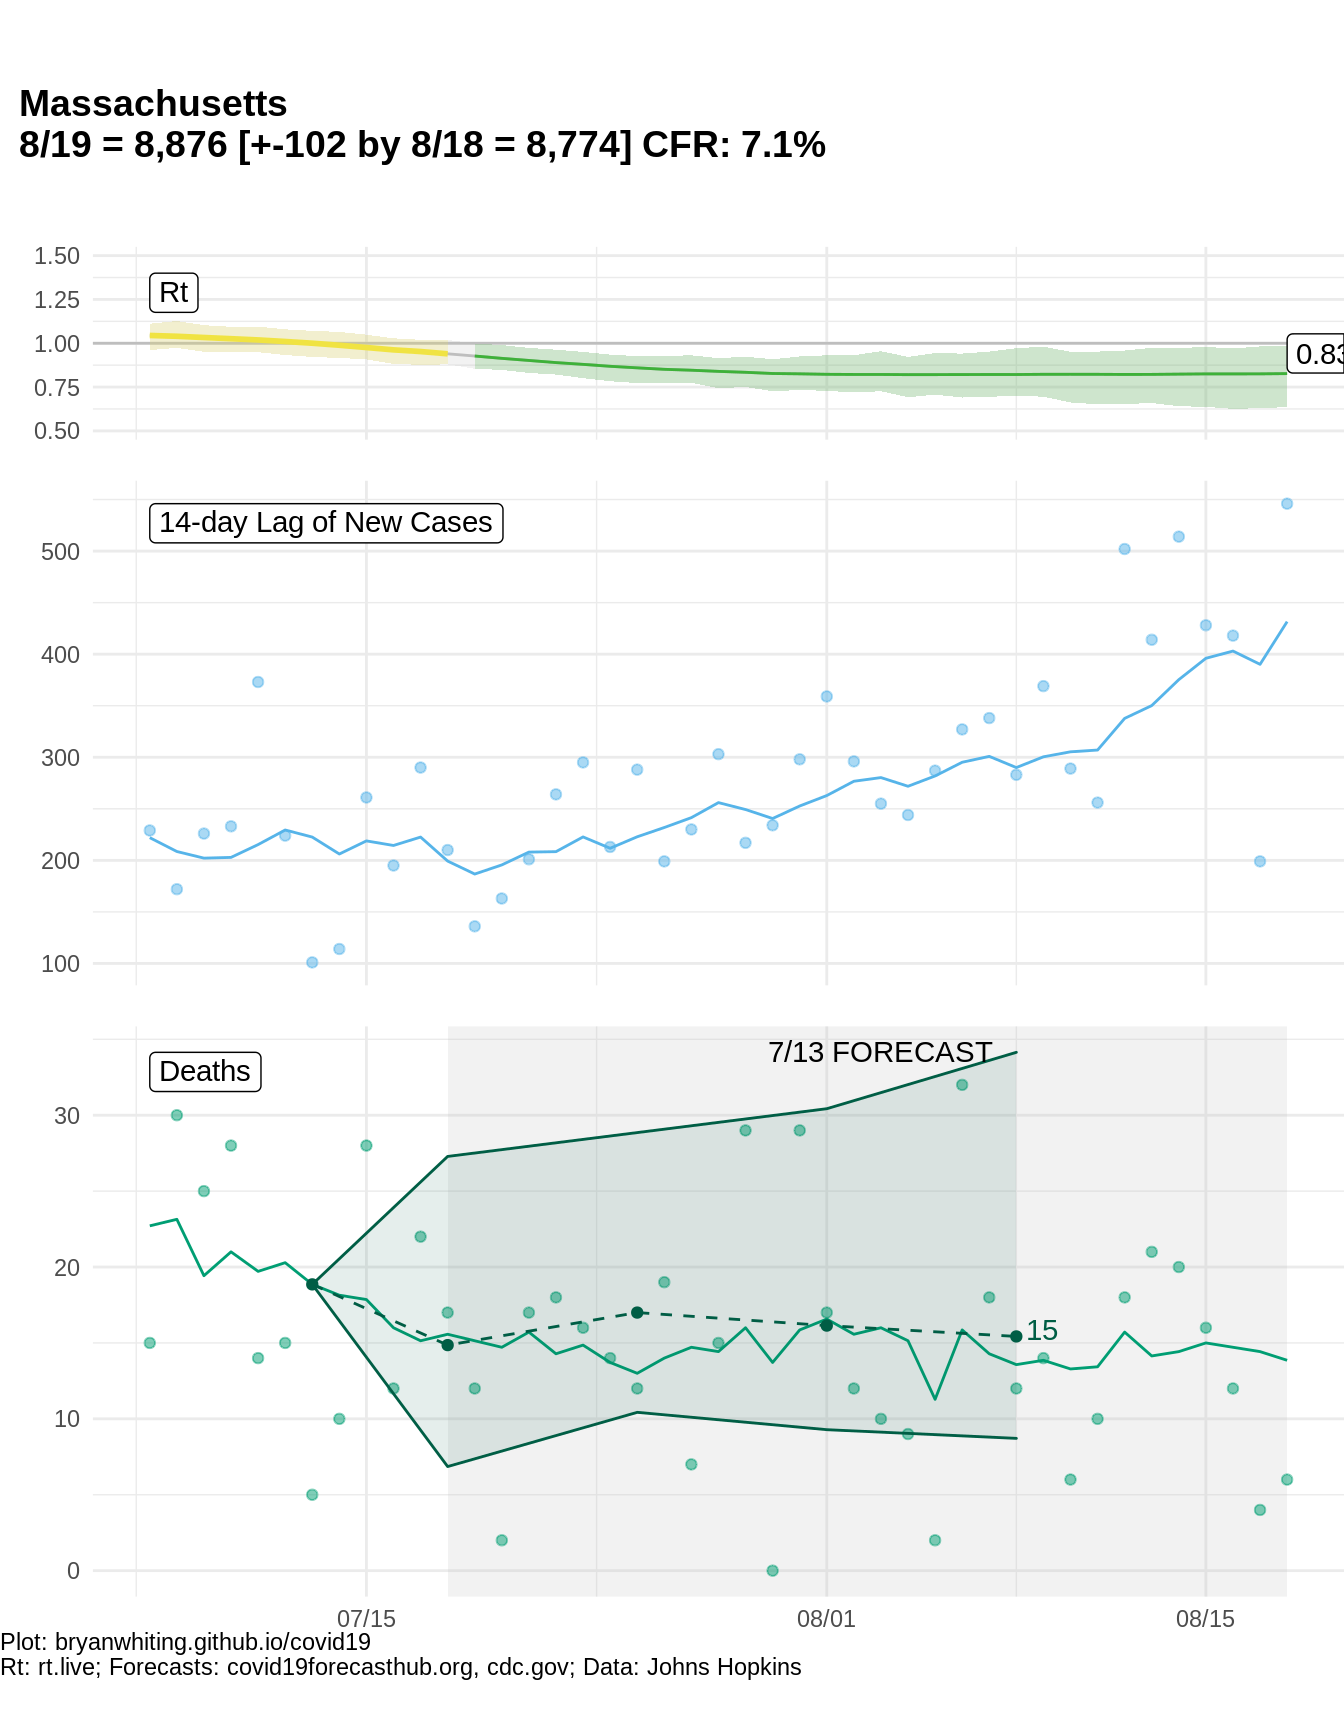 Massachusetts
8/19 = 8,876 [+-102 by 8/18 = 8,774] CFR: 7.1%
1.50
1.25
1.00
0.75
0.50
Rt
0.83
14-day Lag of New Cases
500
400
300
200
100
Deaths
7/13 FORECAST
15
30
20
10
0
07/15
08/01
08/15
Plot: bryanwhiting.github.io/covid19
Rt: rt.live; Forecasts: covid19forecasthub.org, cdc.gov; Data: Johns Hopkins